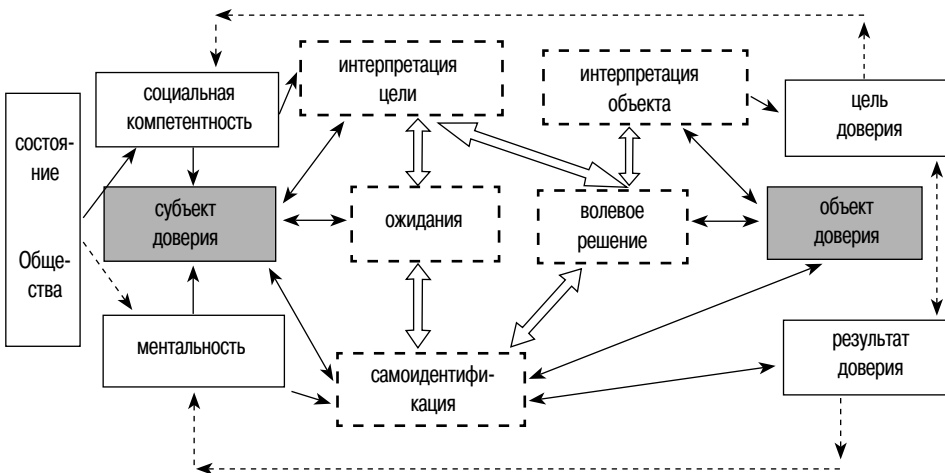 состоя-
ние
Обще-
ства
социальная
компетентность
интерпретация
цели
интерпретация
объекта
цель
доверия
субъект
доверия
ожидания
волевое
решение
объект
доверия
ментальность
самоидентифи-
кация
результат
доверия